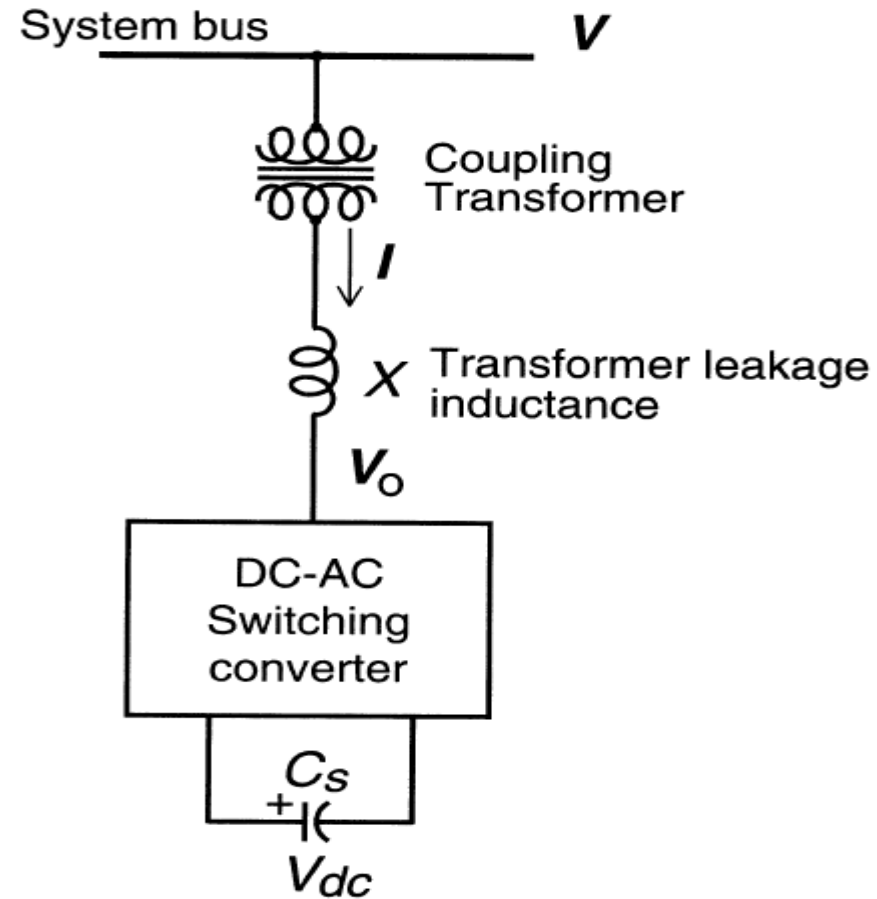 System bus
V
Coupling
Transformer
I
X
Transformer leakage
inductance
Vo
DC-AC
Switching
converter
Cs
+
Vdc